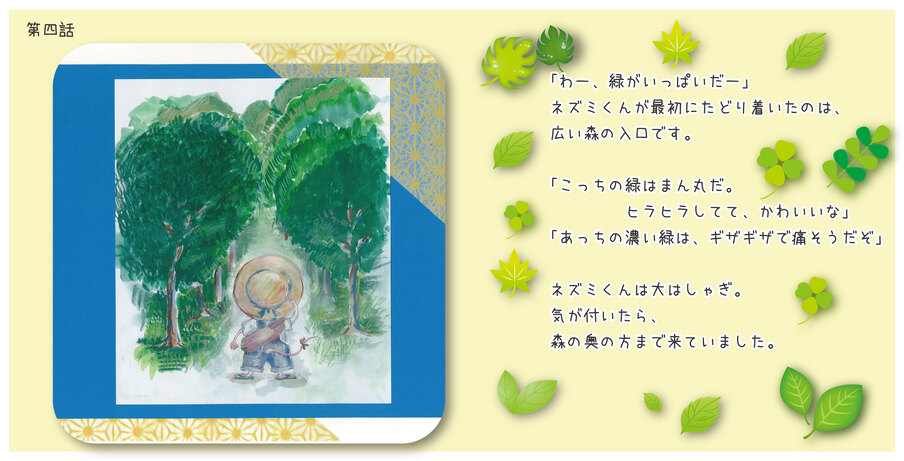 第四話
「わー、緑がいっぱいだー」
ネズミくんが最初にたどり着いたのは、
広い森の入口です。
「こっちの緑はまん丸だ。
ヒラヒラしてて、かわいいな」
「あっちの濃い緑は、ギザギザで痛そうだぞ」
ネズミくんは大はしゃぎ。
気が付いたら、
森の奥の方まで来ていました。